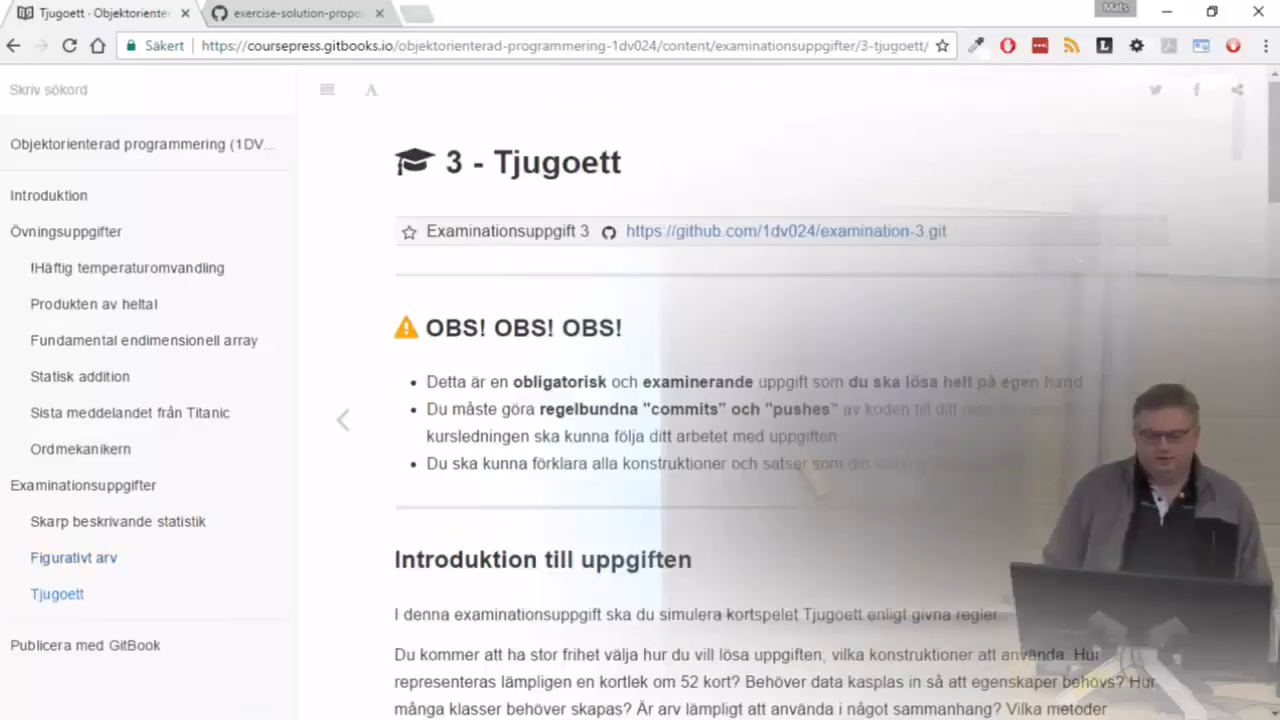 Tjugoett - Objektoriente
exercise-solution-propo
Mats
Säkert
https://coursepress.gitbooks.io/objektorienterad-programmering-1dv024/content/examinationsuppgifter/3-tjugoett/
Skriv sökord
A
Objektorienterad programmering (1DV...
Introduktion
Övningsuppgifter
!Häftig temperaturomvandling
Produkten av heltal
Fundamental endimensionell array
Statisk addition
Sista meddelandet från Titanic
Ordmekanikern
Examinationsuppgifter
Skarp beskrivande statistik
Figurativt arv
Tjugoett
Publicera med GitBook
3 - Tjugoett
Examinationsuppgift 3 https://github.com/1dv024/examination-3.git
OBS! OBS! OBS!
Detta är en obligatorisk och examinerande uppgift som du ska lösa helt på egen hand
Du måste göra regelbundna "commits" och "pushes" av koden till ditt
kursledningen ska kunna följa ditt arbetet med uppgiften
Du ska kunna förklara alla konstruktioner och satser som
Introduktion till uppgiften
I denna examinationsuppgift ska du simulera kortspelet Tjugoett enligt givna regler
Du kommer att ha stor frihet välja hur du vill lösa uppgiften, vilka konstruktioner att använda. Hur
representeras lämpligen en kortlek om 52 kort? Behöver data kasplas in så att egenskaper behövs? Hur
många klasser behöver skapas? Är arv lämpligt att använda i något sammanhang? Vilka metoder